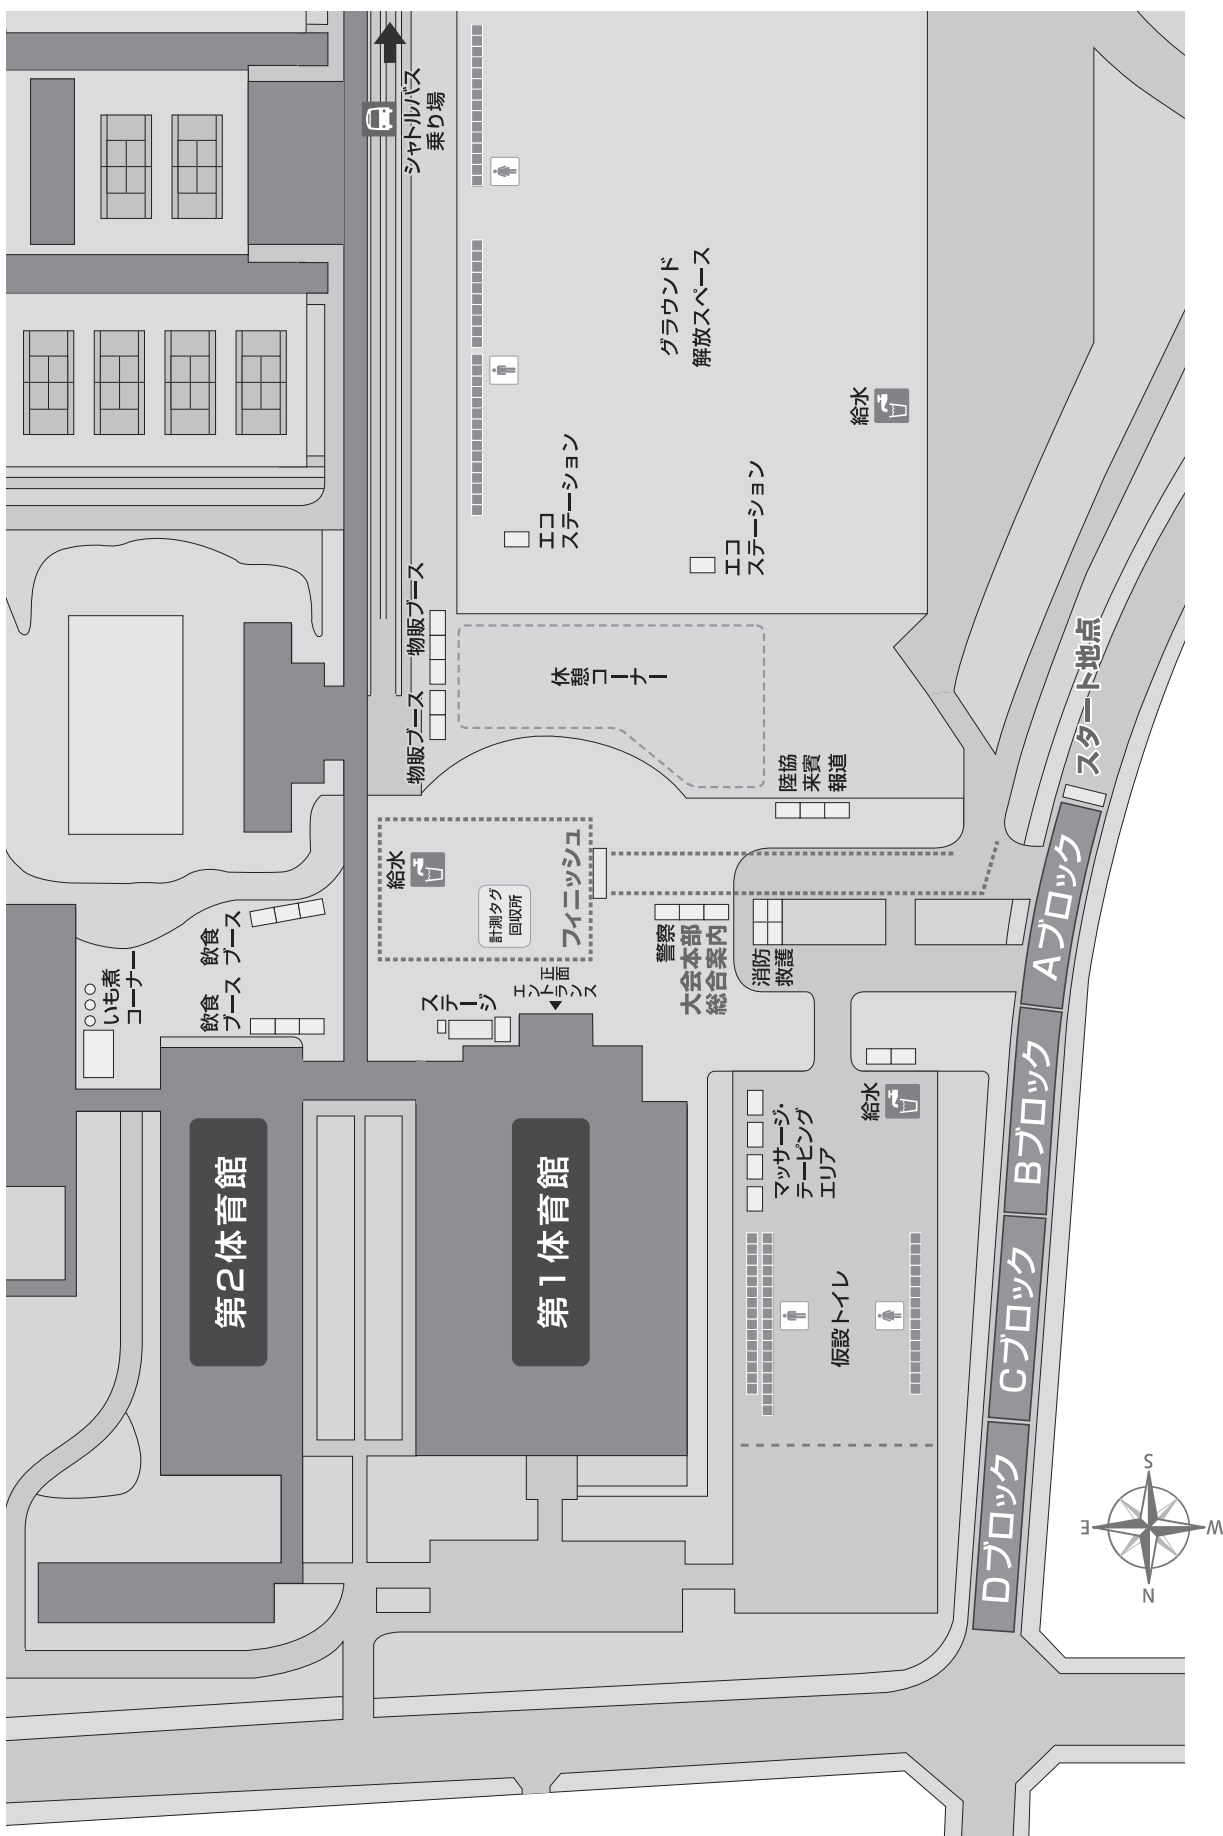 シャトルバス
乗り場
グラウンド
解放スペース
給水
エコ
ステーション
エコ
ステーション
物販ブース
物販ブース
休憩コーナー
スタート地点
陸協
来賓
報道
給水
計測タグ
回収所
フィニッシュ
飲食
ブース
飲食
ブース
いも煮
コーナー
ステージ
正面
エントランス
警察
大会本部
総合案内
消防
救護
Aブロック
Bブロック
Cブロック
Dブロック
給水
マッサージ・
テーピング
エリア
仮設トイレ
第2体育館
第1体育館
S
E
W
N